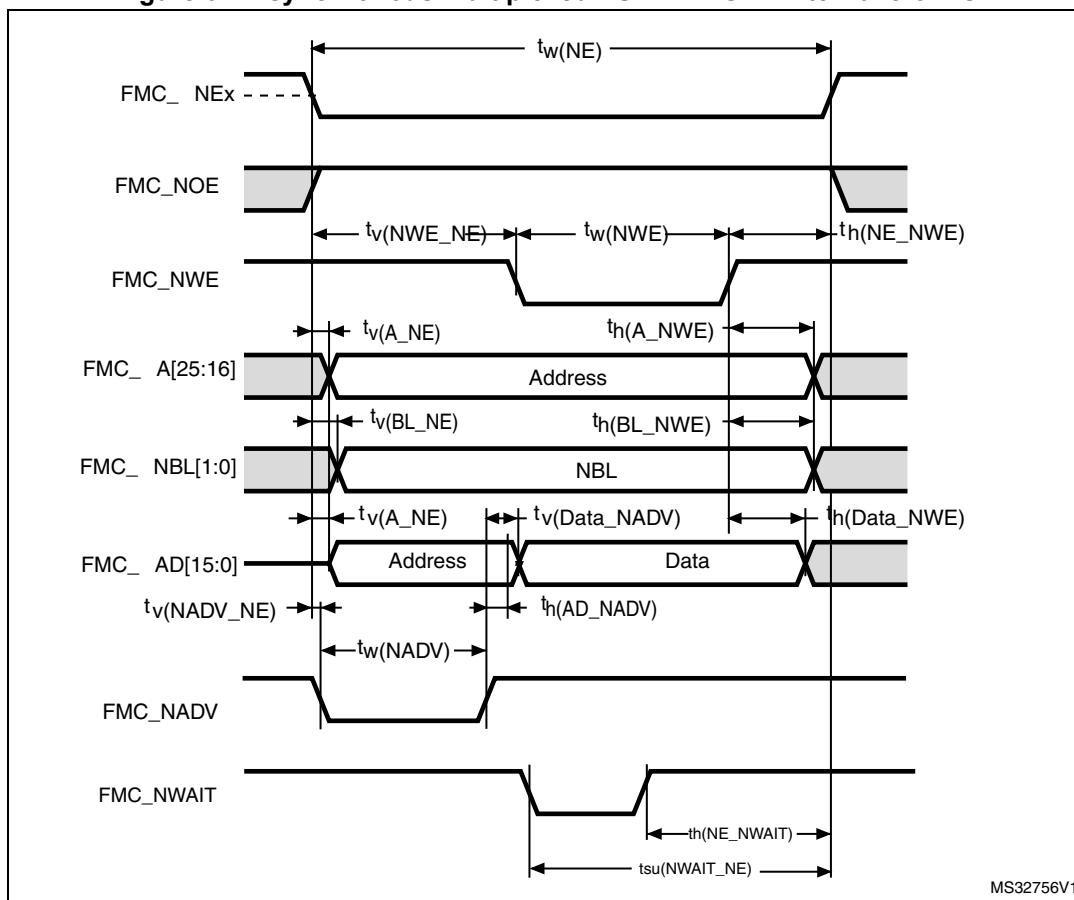 tw(NE)
FMC_ NEx
FMC_NOE
tv(NWE_NE)
tw(NWE)
th(NE_NWE)
FMC_NWE
tv(A_NE)
th(A_NWE)
FMC_ A[25:16]
Address
tv(BL_NE)
th(BL_NWE)
FMC_ NBL[1:0]
NBL
tv(A_NE)
tv(Data_NADV)
th(Data_NWE)
FMC_ AD[15:0]
Address
Data
tv(NADV_NE)
th(AD_NADV)
tw(NADV)
FMC_NADV
FMC_NWAIT
th(NE_NWAIT)
tsu(NWAIT_NE)
MS32756V1